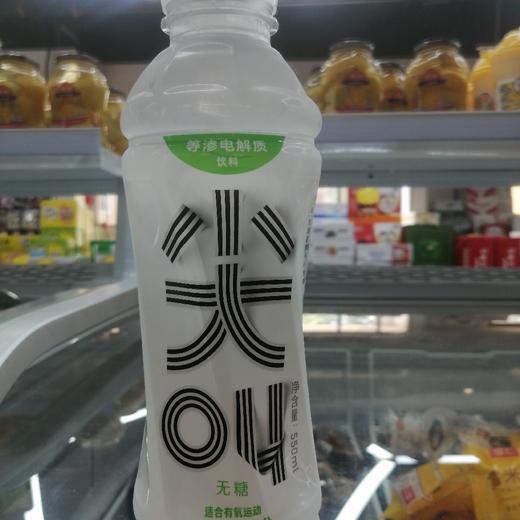 等渗电解质
饮料
尖
叫
净含量:550mL
无糖
适合有氧运动